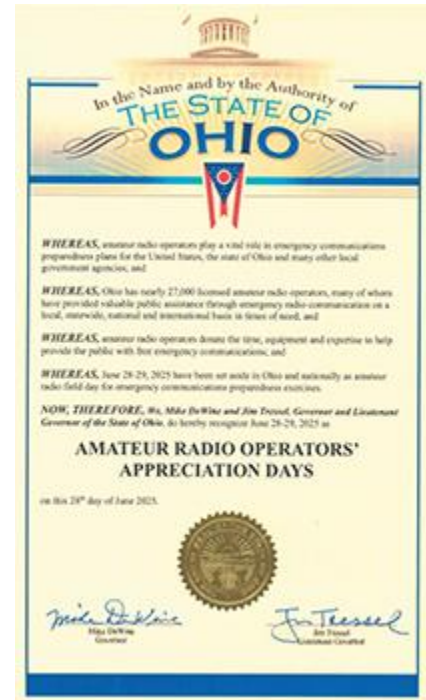 In the Name and by the Authority of
THE STATE OF
OHIO
WHEREAS, amateur radio operators play a vital role in emergency communications
preparedness plans for the United States, the state of Ohio and many other local
government agencies; and
WHEREAS, Ohio has nearly 27,000 licensed amateur radio operators, many of whom
have provided valuable public assistance through emergency radio communication on a
local, statewide, national and international basis in times of need, and
WHEREAS, amateur radio operators donate the time, equipment and expertise to help
provide the public with free emergency communications; and
WHEREAS, June 28-29, 2025 have been set aside in Ohio and nationally as amateur
radio field day for emergency communications preparedness exercises.
NOW, THEREFORE, We, Mike DeWine and Jim Tressel, Governor and Lieutenant
Governor of the State of Ohio, do hereby recognize June 28-29, 2025 as
AMATEUR RADIO OPERATORS'
APPRECIATION DAYS
on this 28th day of June 2025.
Mike DeWine
Jim Tressel
Mike DeWine
Governor
Jim Tressel
Lieutenant Governor